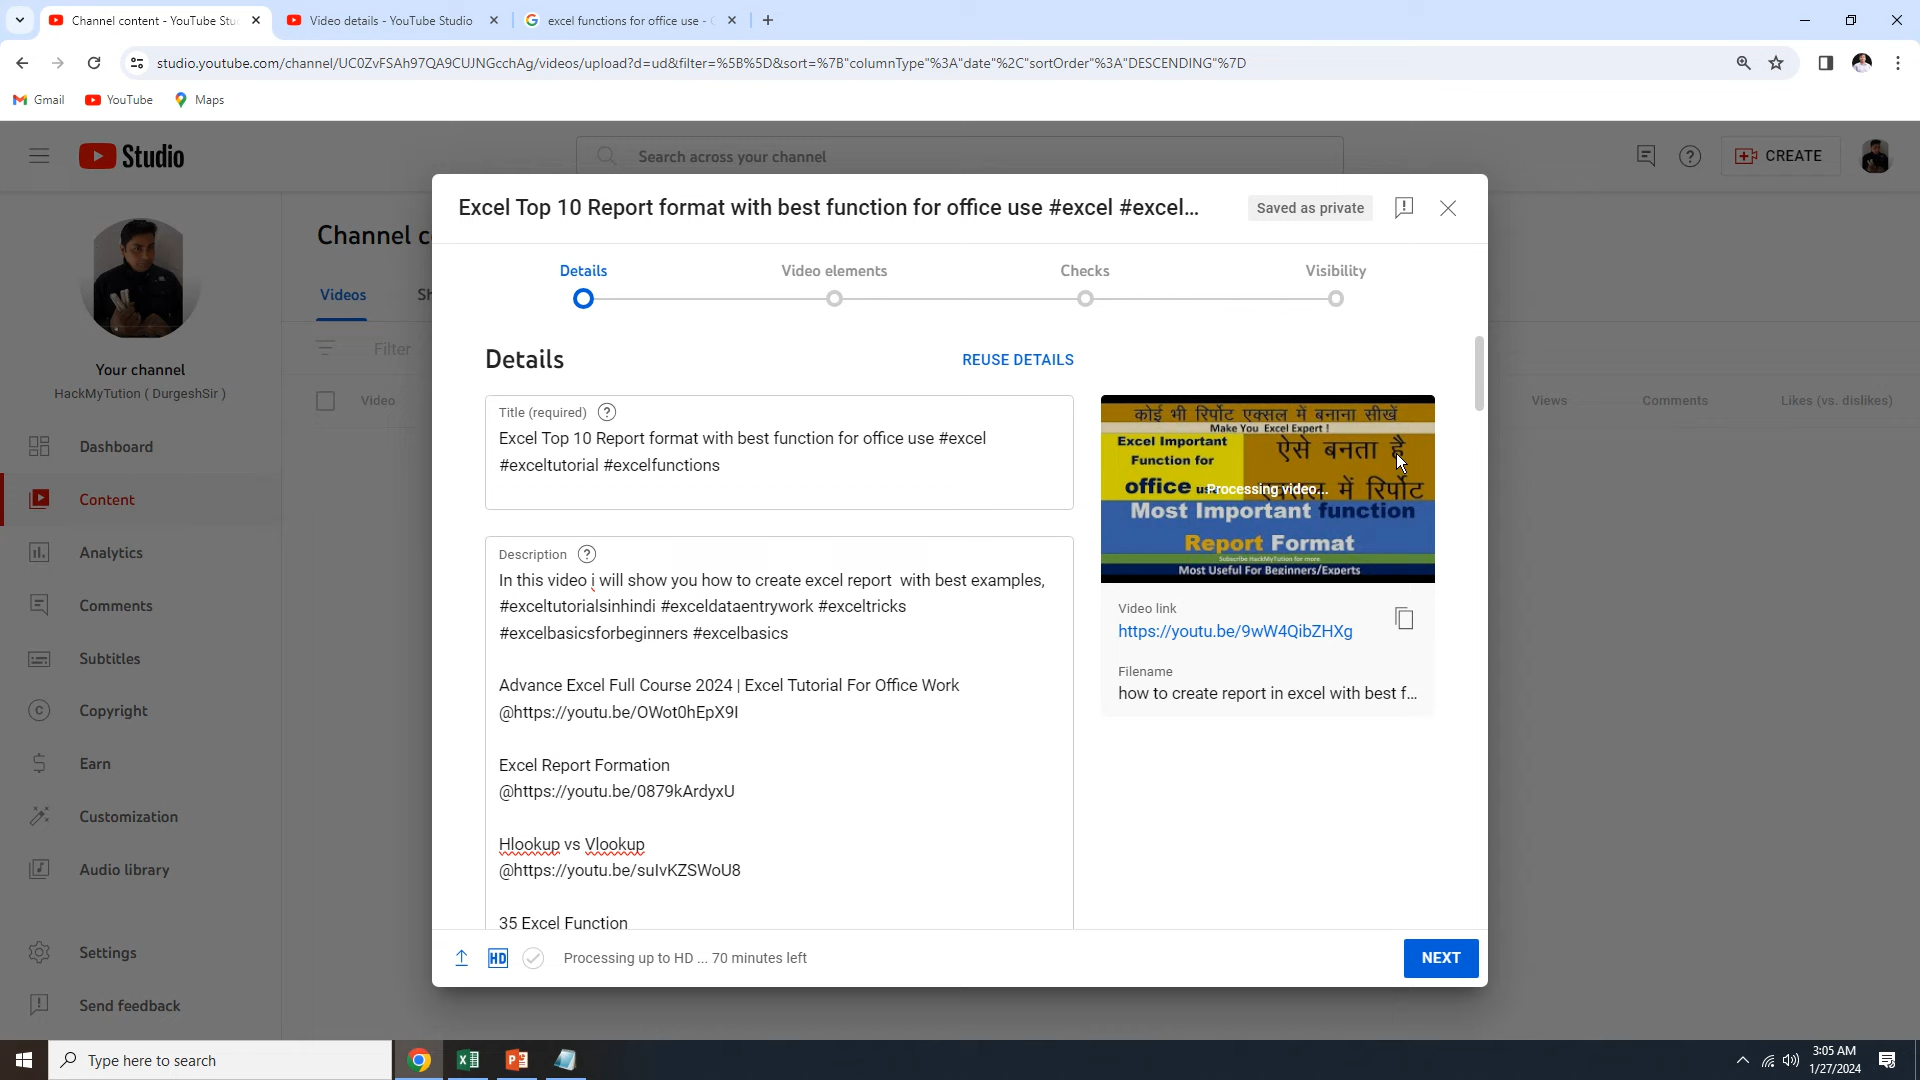 Channel content - YouTube Stu
Video details - YouTube Studio
excel functions for office use -
studio.youtube.com/channel/UC0ZvFSAh97QA9CUJNGcchAg/videos/upload?d=ud&filter=%5B%5D&sort=%7B"columnType"%3A"date"%2C"sortOrder"%3A"DESCENDING"%7D
Gmail
YouTube
Maps
Studio
Search across your channel
CREATE
Your channel
HackMyTution ( DurgeshSir )
Dashboard
Content
Analytics
Comments
Subtitles
Copyright
Earn
Customization
Audio library
Settings
Send feedback
Channel c
Videos
Sh
Filter
Video
Views
Comments
Likes (vs. dislikes)
Excel Top 10 Report format with best function for office use #excel #excel...
Saved as private
Details
Video elements
Checks
Visibility
Details
REUSE DETAILS
Title (required)
Excel Top 10 Report format with best function for office use #excel
#exceltutorial #excelfunctions
Description
In this video i will show you how to create excel report  with best examples,
#exceltutorialsinhindi #exceldataentrywork #exceltricks
#excelbasicsforbeginners #excelbasics
Advance Excel Full Course 2024 | Excel Tutorial For Office Work
@https://youtu.be/OWot0hEpX9I
Excel Report Formation
@https://youtu.be/0879kArdyxU
Hlookup vs Vlookup
@https://youtu.be/sulvKZSWoU8
35 Excel Function
कोई भी रिपोंट एक्सल में बनाना सीखें
Make You Excel Expert !
Excel Important
Function for
office use
ऐसे बनता है
एक्सल में रिपोंट
Processing video...
Most Important function
Report Format
Subscribe HackMyTution for more
Most Useful For Beginners/Experts
Video link
https://youtu.be/9wW4QibZHXg
Filename
how to create report in excel with best f...
HD
Processing up to HD ... 70 minutes left
NEXT
Type here to search
3:05 AM
1/27/2024